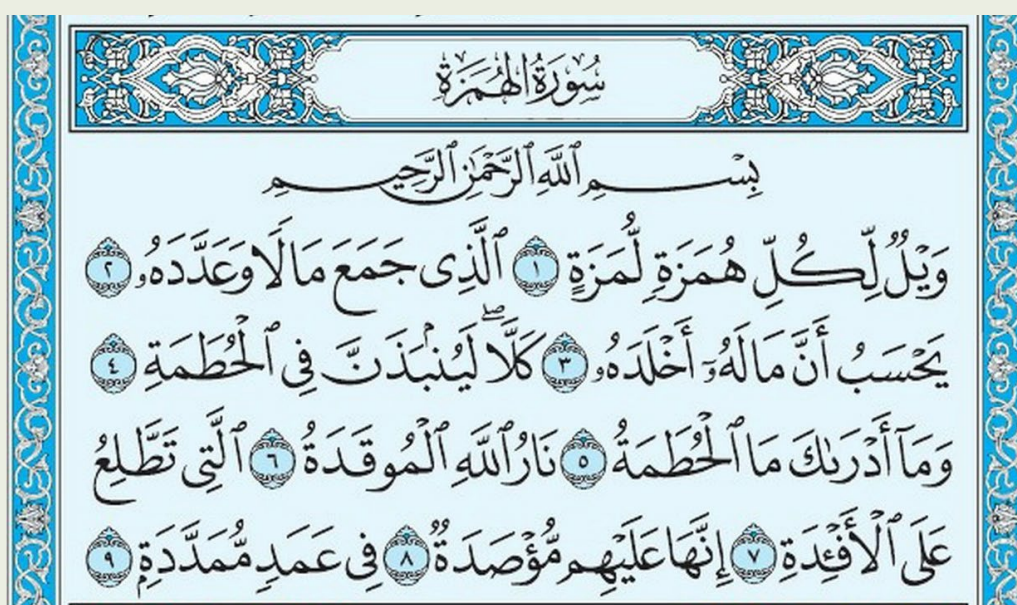 سُورَةُ الهُمَزَةِ
بِسْمِ ٱللَّهِ ٱلرَّحْمَٰنِ ٱلرَّحِيمِ
وَيْلٌ لِّكُلِّ هُمَزَةٍ لُّمَزَةٍ ١ ٱلَّذِى جَمَعَ مَالًا وَعَدَّدَهُۥ ٢
يَحْسَبُ أَنَّ مَالَهُۥٓ أَخْلَدَهُۥ ٣ كَلَّا ۖ لَيُنۢبَذَنَّ فِى ٱلْحُطَمَةِ ٤
وَمَآ أَدْرَىٰكَ مَا ٱلْحُطَمَةُ ٥ نَارُ ٱللَّهِ ٱلْمُوقَدَةُ ٦ ٱلَّتِى تَطَّلِعُ
عَلَى ٱلْأَفْـِٔدَةِ ٧ إِنَّهَا عَلَيْهِم مُّؤْصَدَةٌ ٨ فِى عَمَدٍ مُّمَدَّدَةٍۭ ٩